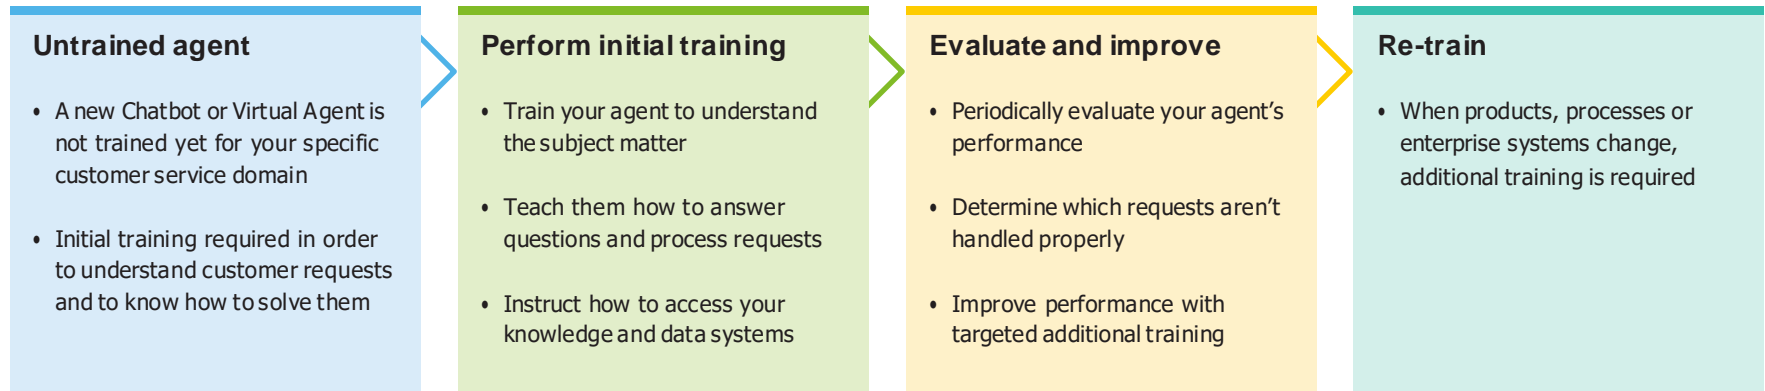 Untrained agent
• A new Chatbot or Virtual Agent is
not trained yet for your specific
customer service domain
• Initial training required in order
to understand customer requests
and to know how to solve them
Perform initial training
• Train your agent to understand
the subject matter
• Teach them how to answer
questions and process requests
• Instruct how to access your
knowledge and data systems
Evaluate and improve
• Periodically evaluate your agent’s
performance
• Determine which requests aren’t
handled properly
• Improve performance with
targeted additional training
Re-train
• When products, processes or
enterprise systems change,
additional training is required